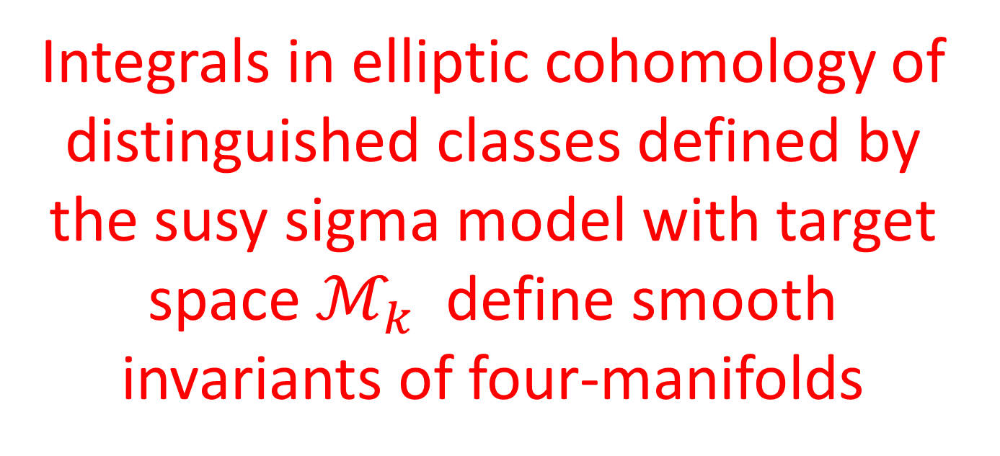 Integrals in elliptic cohomology of
distinguished classes defined by
the susy sigma model with target
space ℳ𝑘 define smooth
invariants of four-manifolds